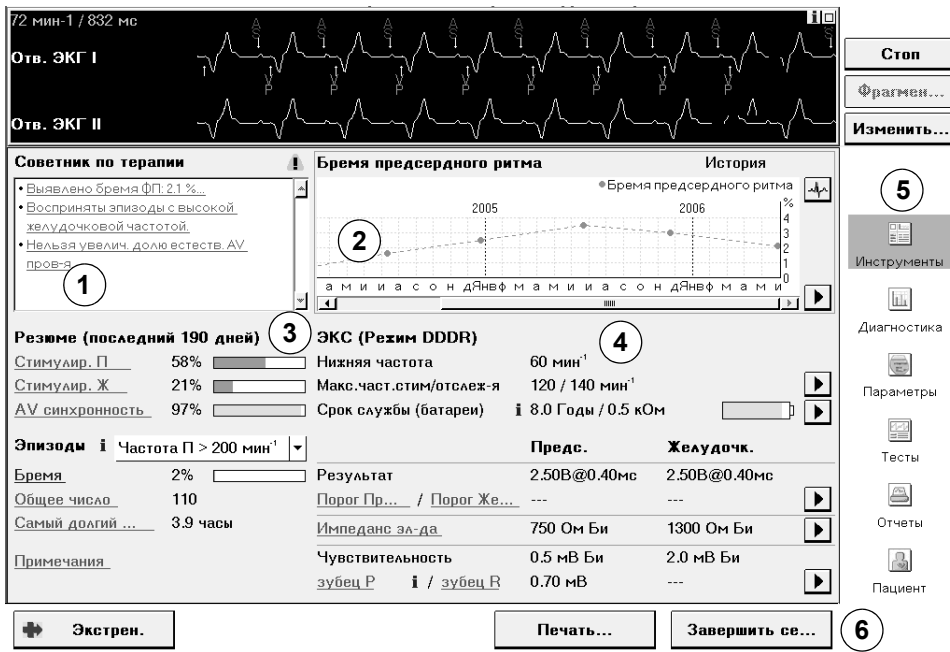 72 мин-1 / 832 мс
Отв. ЭКГ I
Отв. ЭКГ II
Стоп
Фрагмен...
Изменить...
Советник по терапии
• Выявлено бремя ФП: 2.1 %...
• Восприняты эпизоды с высокой
желудочковой частотой.
• Нельзя увелич. долю естеств. AV
пров-я
1
Бремя предсердного ритма
История
Бремя предсердного ритма
2005
2006
%
4
3
2
1
0
а м и и а с о н дЯнвф м а м и и а с о н дЯнвф м а м и
2
5
Инструменты
Диагностика
Параметры
Тесты
Отчеты
Пациент
Резюме (последний 190 дней)
3
Стимулир. П 58%
Стимулир. Ж 21%
AV синхронность 97%
ЭКС (Режим DDDR)
4
Нижняя частота 60 мин⁻¹
Макс.част.стим/отслеж-я 120 / 140 мин⁻¹
Срок службы (батареи) i 8.0 Годы / 0.5 кОм
Эпизоды i Частота П > 200 мин⁻¹
Бремя 2%
Общее число 110
Самый долгий ... 3.9 часы
Примечания
Предс. Желудочк.
Результат 2.50В@0.40мс 2.50В@0.40мс
Порог Пр... / Порог Же... --- ---
Импеданс эл-да 750 Ом Би 1300 Ом Би
Чувствительность 0.5 мВ Би 2.0 мВ Би
зубец P i / зубец R 0.70 мВ ---
Экстрен.
Печать...
Завершить се...
6